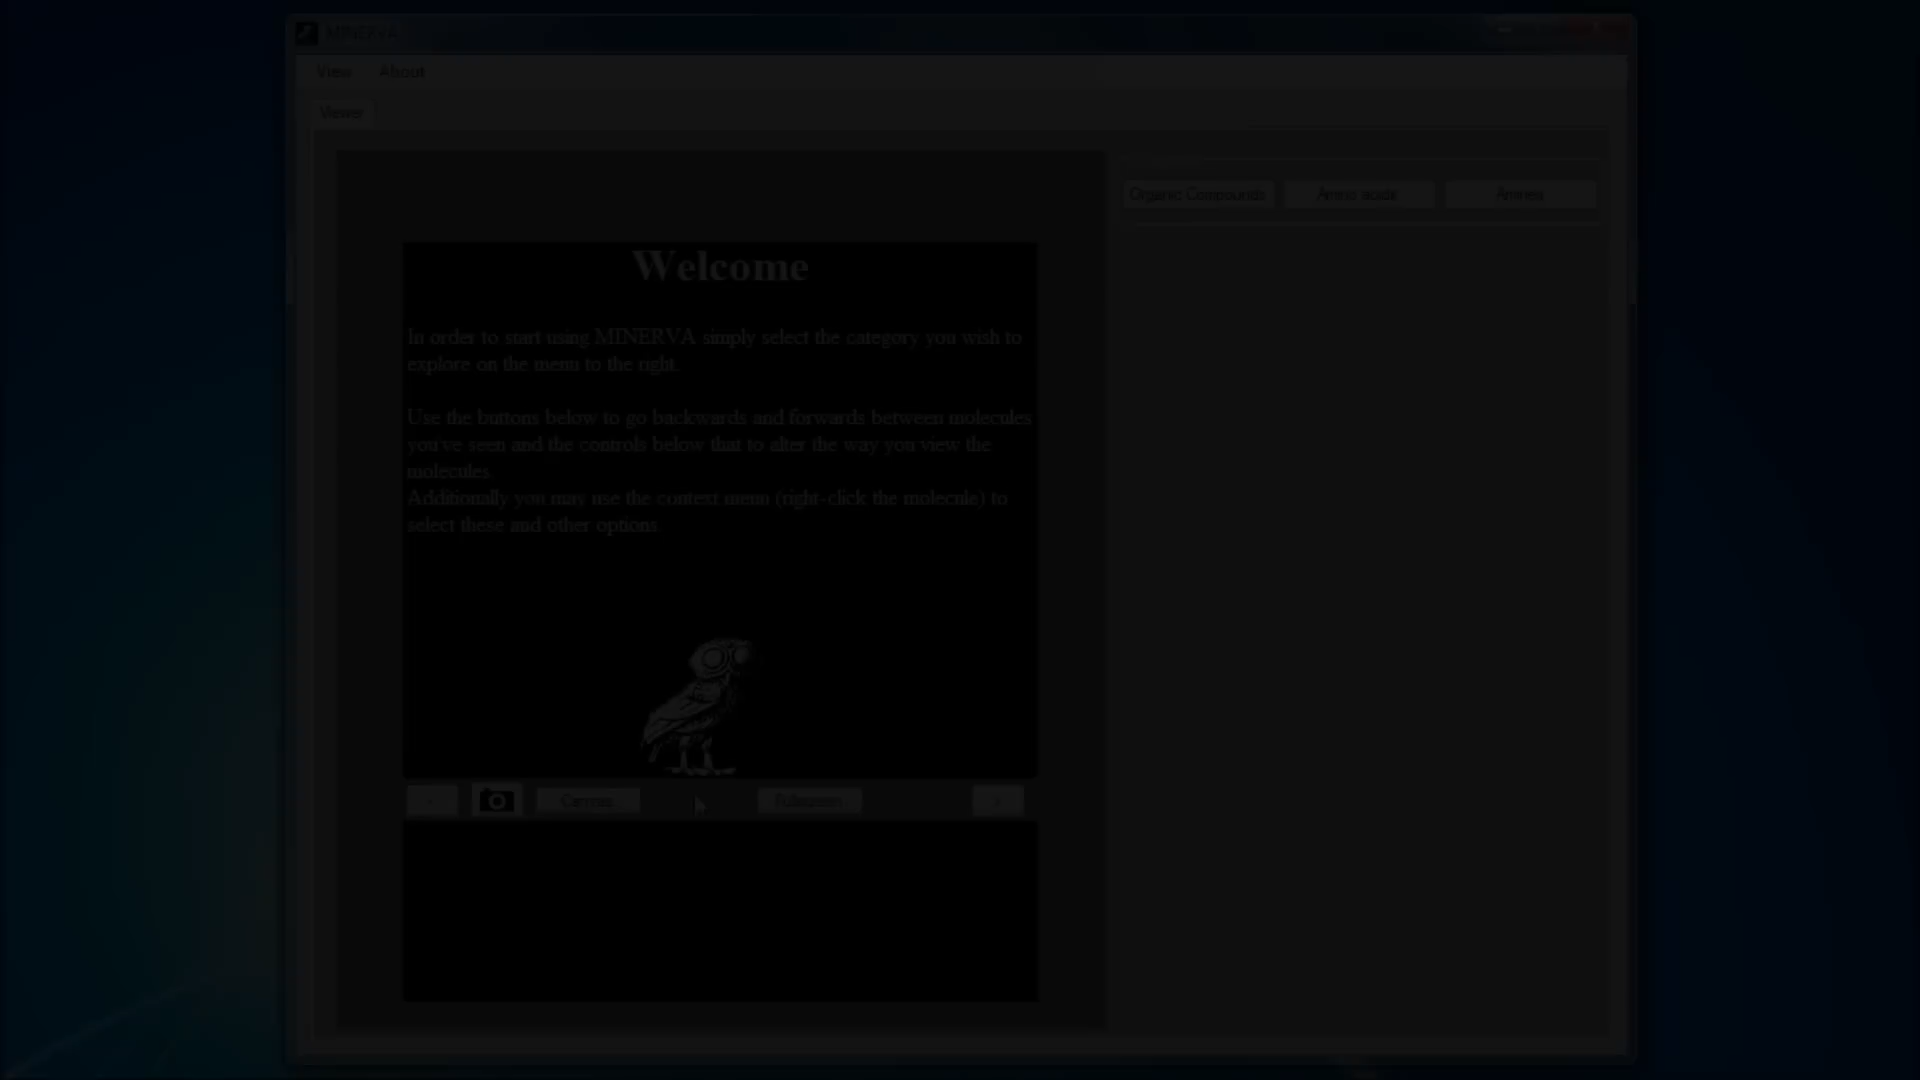 MINERVA
View About
Viewer
Organic Compounds Amino acids Amines
Welcome
In order to start using MINERVA simply select the category you wish to
explore on the menu to the right.
Use the buttons below to go backwards and forwards between molecules
you've seen and the controls below that to alter the way you view the
molecules.
Additionally you may use the context menu (right-click the molecule) to
select these and other options.
Fullscreen